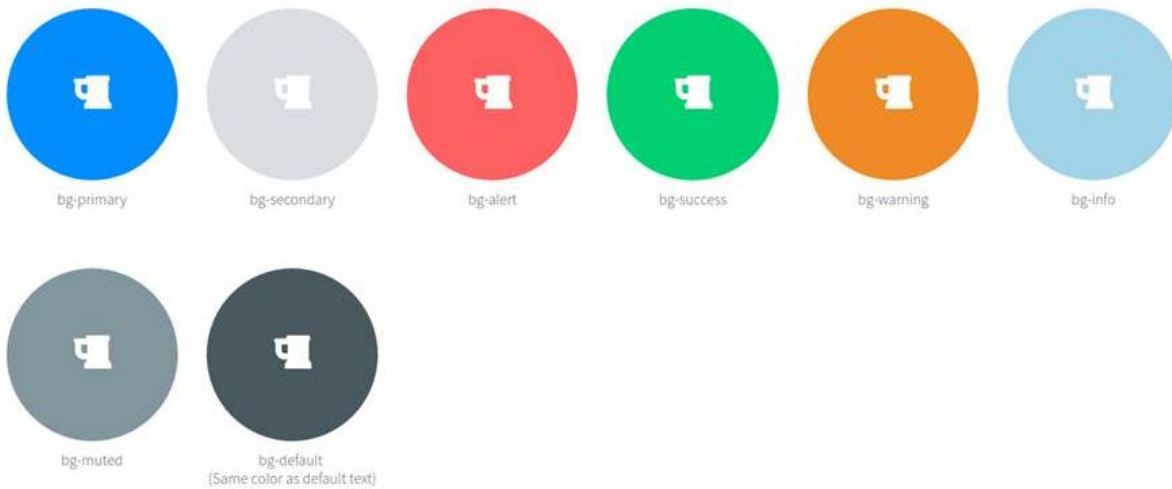 bg-primary
bg-secondary
bg-alert
bg-success
bg-warning
bg-info
bg-muted
bg-default
(Same color as default text)